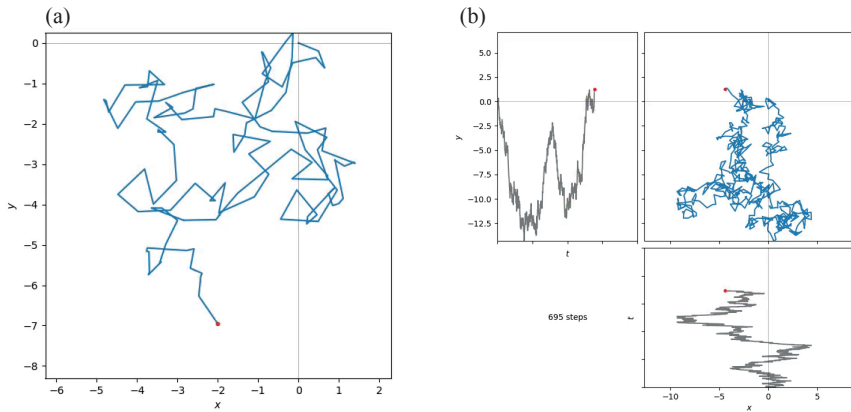 (a)
0
−1
−2
−3
−4
−5
−6
−7
−8
y
−6 −5 −4 −3 −2 −1 0 1 2
x
(b)
5.0
2.5
0.0
−2.5
−5.0
−7.5
−10.0
−12.5
y
t
695 steps
t
−10 −5 0 5
x